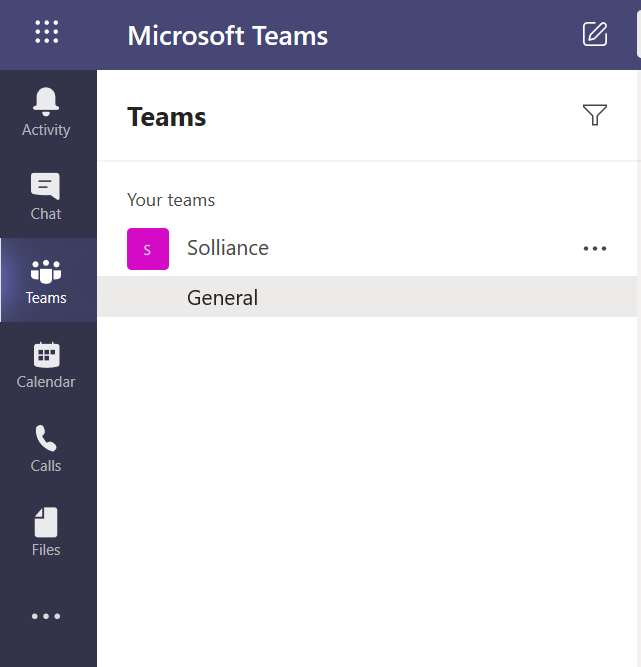 Microsoft Teams
Activity
Chat
Teams
Calendar
Calls
Files
Teams
Your teams
S
Solliance
General